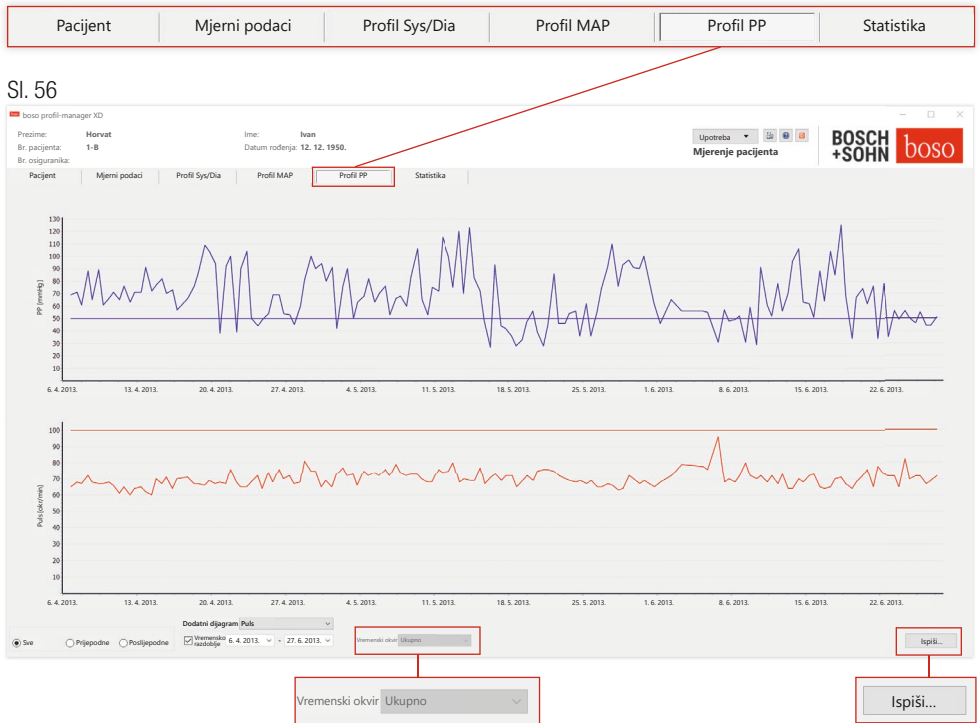 Pacijent Mjerni podaci Profil Sys/Dia Profil MAP Profil PP Statistika
Sl. 56
boso boso profil-manager XD
Prezime: Horvat Ime: Ivan
Br. pacijenta: 1-B Datum rođenja: 12. 12. 1950.
Br. osiguranika:
Upotreba
Mjerenje pacijenta
BOSCH
+SOHN
boso
Pacijent Mjerni podaci Profil Sys/Dia Profil MAP Profil PP Statistika
PP [mmHg]
130
120
110
100
90
80
70
60
50
40
30
20
10
6. 4. 2013. 13. 4. 2013. 20. 4. 2013. 27. 4. 2013. 4. 5. 2013. 11. 5. 2013. 18. 5. 2013. 25. 5. 2013. 1. 6. 2013. 8. 6. 2013. 15. 6. 2013. 22. 6. 2013.
Puls [okr/min]
100
90
80
70
60
50
40
30
20
10
6. 4. 2013. 13. 4. 2013. 20. 4. 2013. 27. 4. 2013. 4. 5. 2013. 11. 5. 2013. 18. 5. 2013. 25. 5. 2013. 1. 6. 2013. 8. 6. 2013. 15. 6. 2013. 22. 6. 2013.
Dodatni dijagram Puls
Sve Prijepodne Poslijepodne
Vremensko
razdoblje
6. 4. 2013. - 27. 6. 2013.
Vremenski okvir Ukupno
Ispiši...
Vremenski okvir Ukupno
Ispiši...